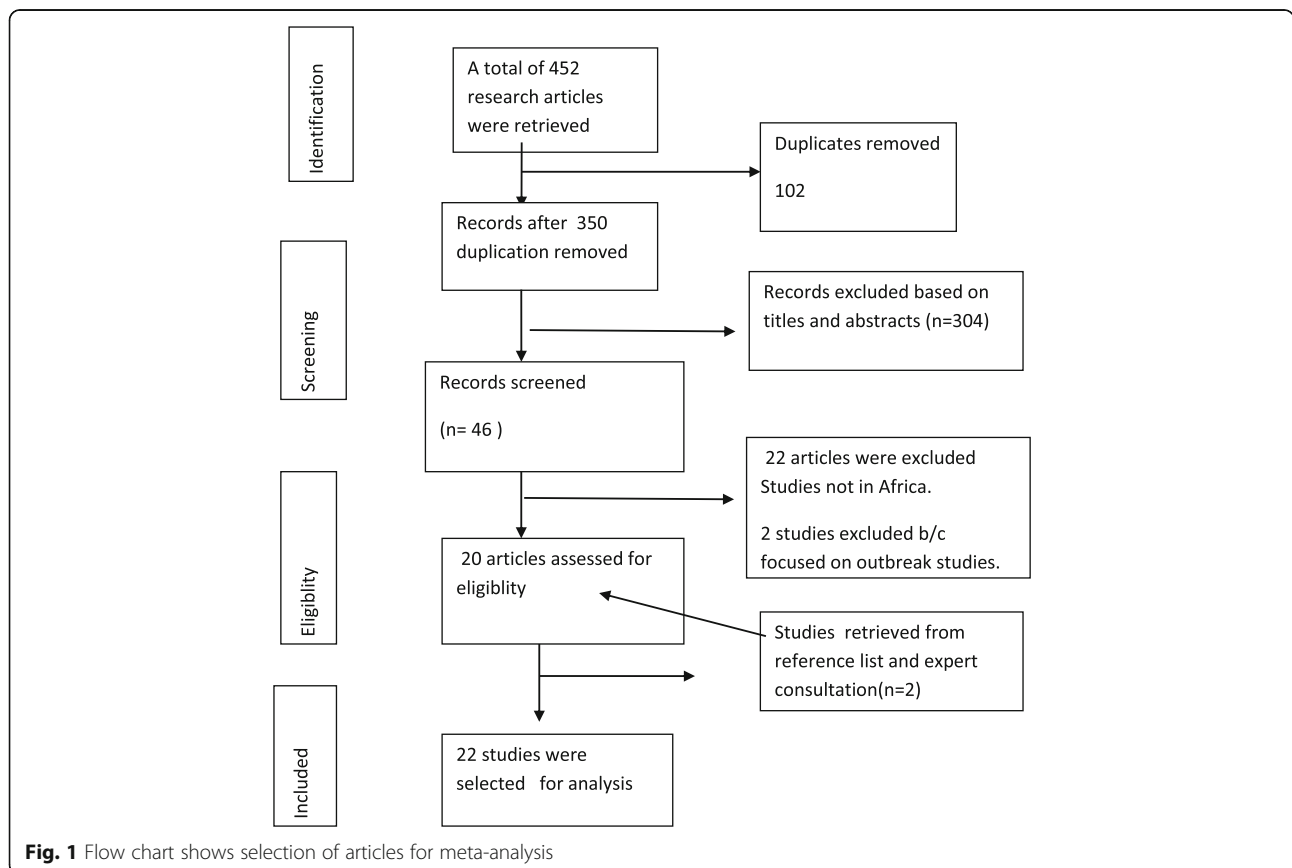 Identification
A total of 452
research articles
were retrieved
Duplicates removed
102
Records after 350
duplication removed
Screening
Records excluded based on
titles and abstracts (n=304)
Records screened
(n= 46 )
22 articles were excluded
Studies not in Africa.
2 studies excluded b/c
focused on outbreak studies.
Eligiblity
20 articles assessed for
eligiblity
Studies retrieved from
reference list and expert
consultation(n=2)
Included
22 studies were
selected for analysis
Fig. 1 Flow chart shows selection of articles for meta-analysis